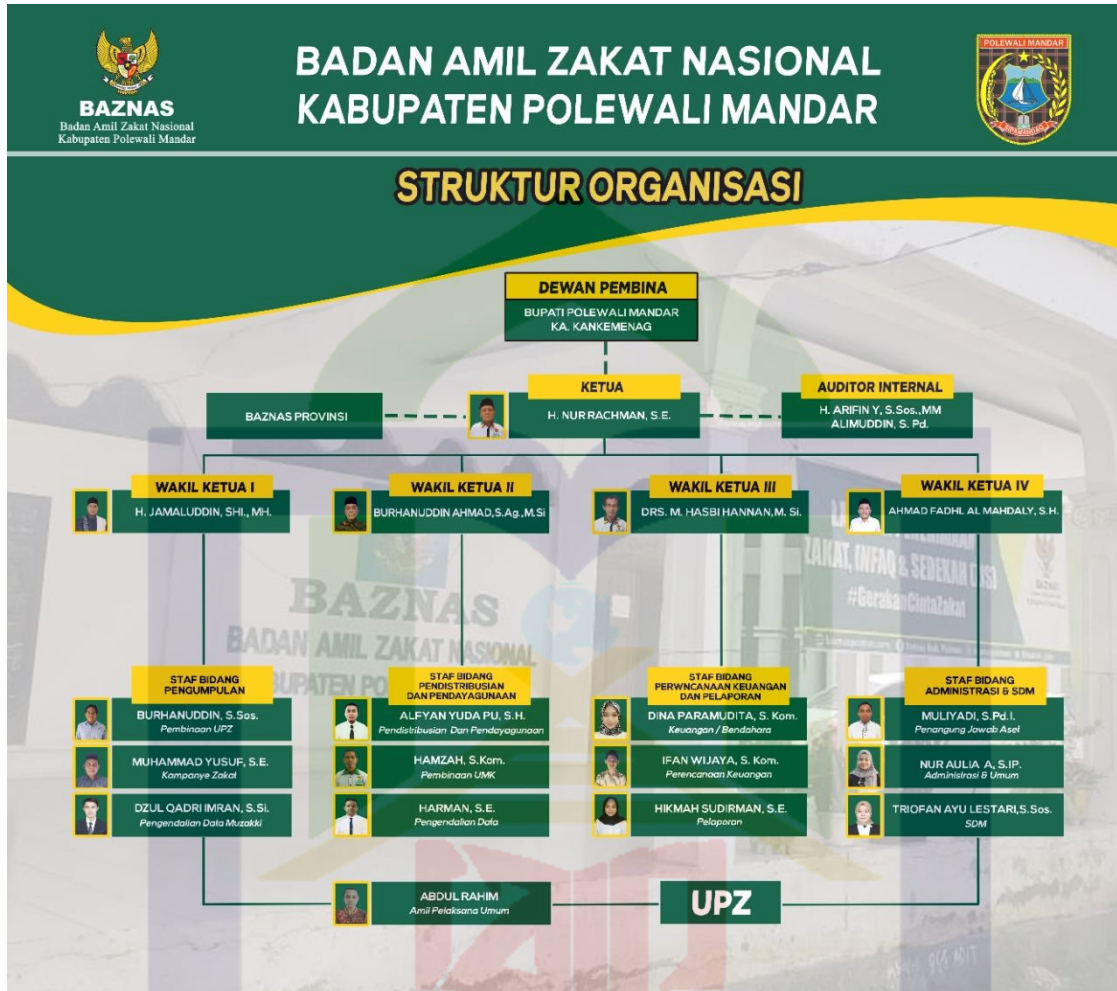 BAZNAS
Badan Amil Zakat Nasional
Kabupaten Polewali Mandar
BADAN AMIL ZAKAT NASIONAL
KABUPATEN POLEWALI MANDAR
POLEWALI MANDAR
SIPAMANDAR
STRUKTUR ORGANISASI
DEWAN PEMBINA
BUPATI POLEWALI MANDAR
KA. KANKEMENAG
BAZNAS PROVINSI
KETUA
H. NUR RACHMAN, S.E.
AUDITOR INTERNAL
H. ARIFIN Y, S.Sos.,MM
ALIMUDDIN, S. Pd.
WAKIL KETUA I
H. JAMALUDDIN, SHI., MH.
WAKIL KETUA II
BURHANUDDIN AHMAD,S.Ag.,M.Si
WAKIL KETUA III
DRS. M. HASBI HANNAN,M. Si.
WAKIL KETUA IV
AHMAD FADHL AL MAHDALY, S.H.
ZAKAT, INFAQ & SEDEKAH
#GerakanCintaZakat
BAZNAS
BADAN AMIL ZAKAT NASIONAL
STAF BIDANG
PENGUMPULAN
BURHANUDDIN, S.Sos.
Pembinaan UPZ
MUHAMMAD YUSUF, S.E.
Kampanye Zakal
DZUL QADRI IMRAN, S.Si.
Pengendalian Dala Muzakki
STAF BIDANG
PENDISTRIBUSIAN
DAN PENDAYAGUNAAN
ALFYAN YUDA PU, S.H.
Pendistribusian Dan Pendayagunaan
HAMZAH, S.Kom.
Pembinaan UMK
HARMAN, S.E.
Pengendalian Dala
STAF BIDANG
PERWNCANAAN KEUANGAN
DAN PELAPORAN
DINA PARAMUDITA, S. Kom.
Keuangan / Bendahara
IFAN WIJAYA, S. Kom.
Perencanaan Keuangan
HIKMAH SUDIRMAN, S.E.
Pelaporan
STAF BIDANG
ADMINISTRASI & SDM
MULIYADI, S.Pd.I.
Penangung Jawab Asel
NUR AULIA A, S.IP.
Administrasi & Umum
TRIOFAN AYU LESTARI,S.Sos.
SDM
ABDUL RAHIM
Amil Pelaksana Umum
UPZ